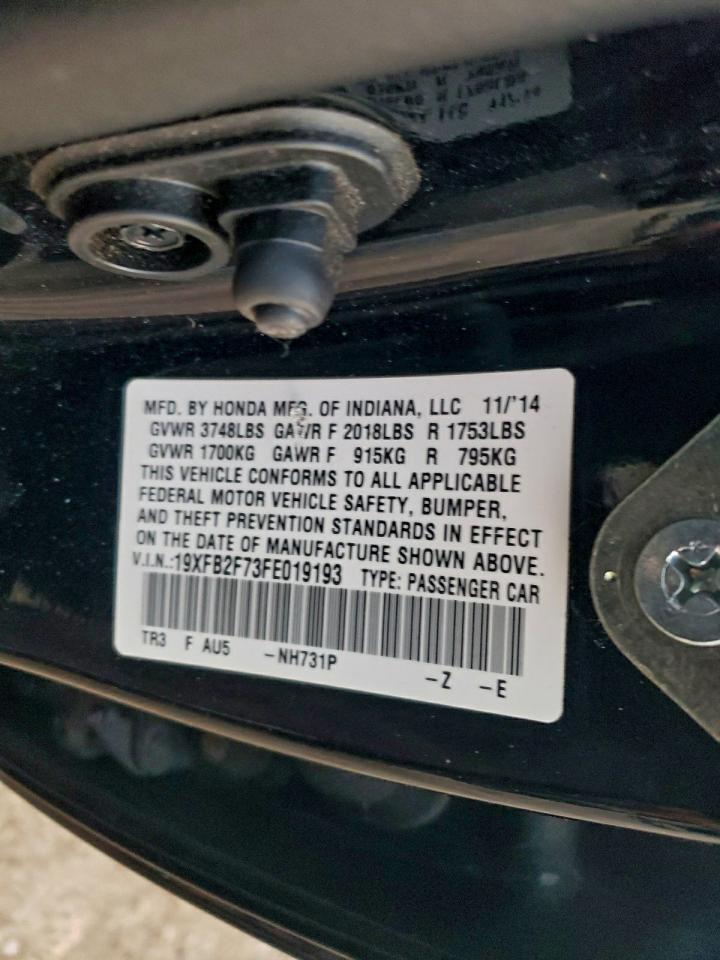 MFD. BY HONDA MFG. OF INDIANA, LLC 11/'14
GVWR 3748LBS GAWR F 2018LBS R 1753LBS
GVWR 1700KG GAWR F 915KG R 795KG
THIS VEHICLE CONFORMS TO ALL APPLICABLE
FEDERAL MOTOR VEHICLE SAFETY, BUMPER,
AND THEFT PREVENTION STANDARDS IN EFFECT
ON THE DATE OF MANUFACTURE SHOWN ABOVE.
V.I.N.:19XFB2F73FE019193 TYPE: PASSENGER CAR
TR3 F AU5 -NH731P -Z -E